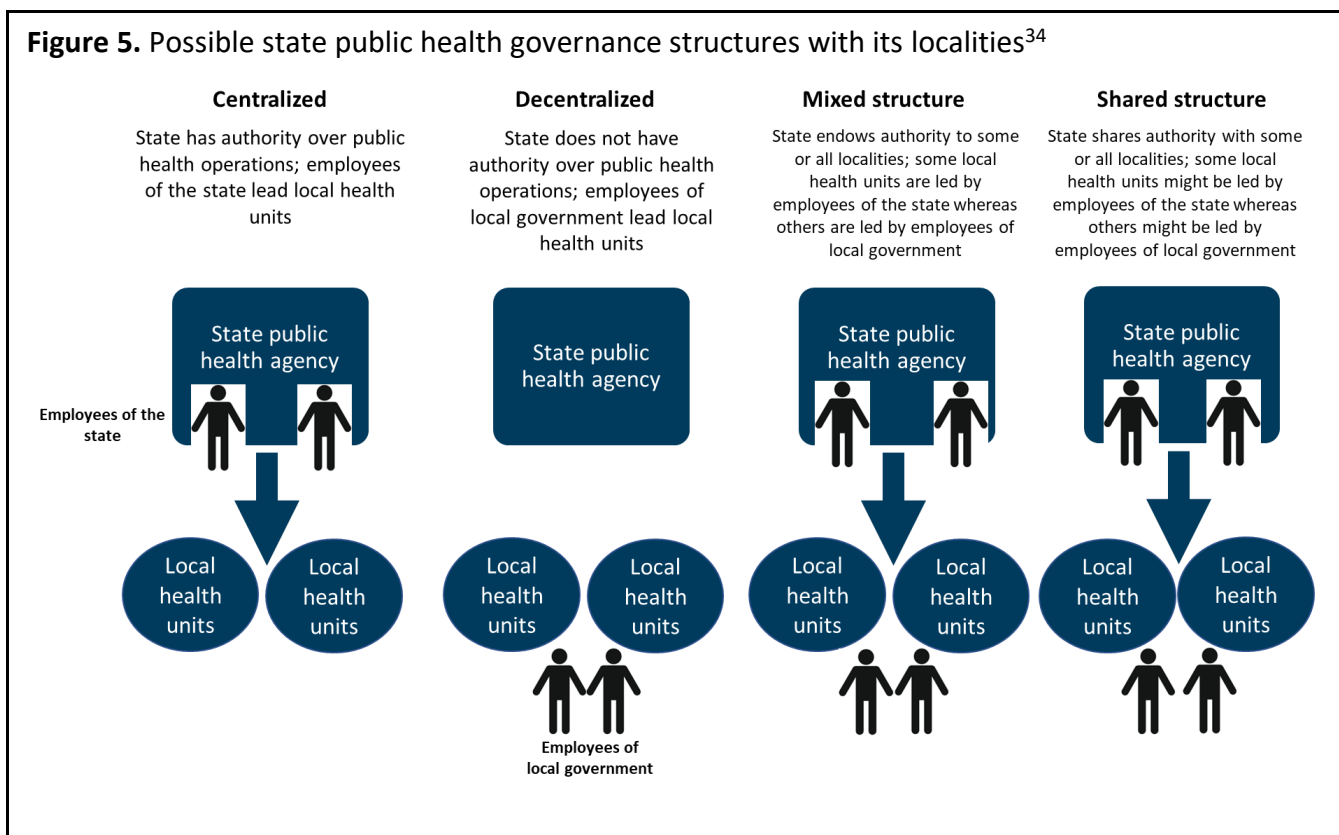 Figure 5. Possible state public health governance structures with its localities34
Centralized
State has authority over public
health operations; employees
of the state lead local health
units
Decentralized
State does not have
authority over public health
operations; employees of
local government lead local
health units
Mixed structure
State endows authority to some
or all localities; some local
health units are led by
employees of the state whereas
others are led by employees of
local government
Shared structure
State shares authority with some
or all localities; some local
health units might be led by
employees of the state whereas
others might be led by
employees of local government
State public
health agency
State public
health agency
State public
health agency
State public
health agency
Employees of the
state
Local
health
units
Local
health
units
Local
health
units
Local
health
units
Local
health
units
Local
health
units
Local
health
units
Local
health
units
Employees of
local government